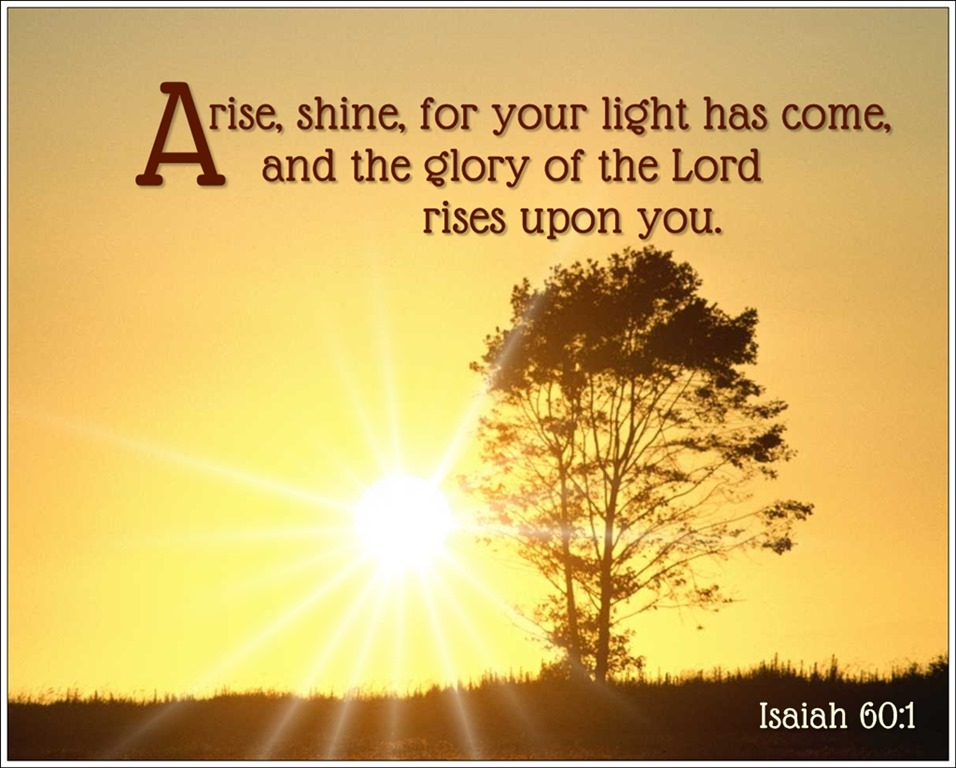 Arise, shine, for your light has come,
and the glory of the Lord
rises upon you.
Isaiah 60:1